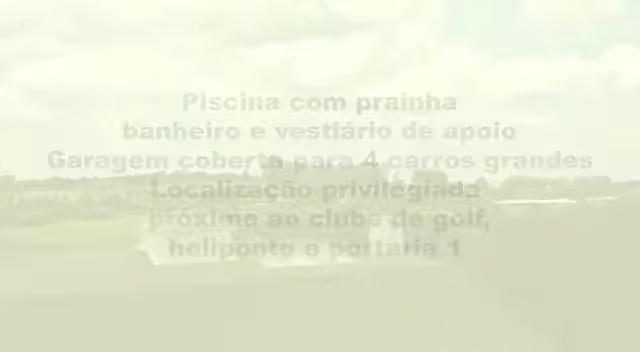 Piscina com prainha
banheiro e vestiário de apoio
Garagem coberta para 4 carros grandes
Localização privilegiada
próximo ao clube de golf,
heliponto e portaria 1